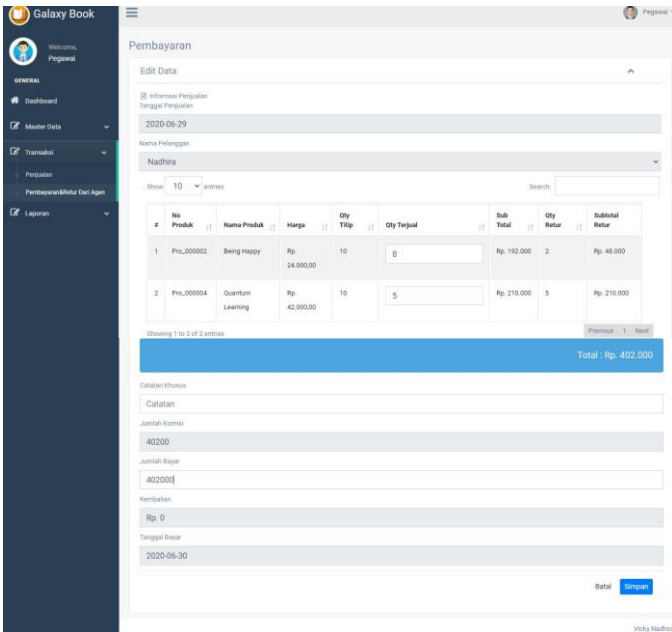 Galaxy Book
Pegawai
Welcome,
Pegawai
GENERAL
Dashboard
Master Data
Transaksi
Penjualan
Pembayaran&Retur Dari Agen
Laporan
Pembayaran
Edit Data
Informasi Penjualan
Tanggal Penjualan
2020-06-29
Nama Pelanggan
Nadhira
Show 10 entries Search:
# No Produk Nama Produk Harga Qty Titip Qty Terjual Sub Total Qty Retur Subtotal Retur
1 Pro_000002 Being Happy Rp. 24.000,00 10 8 Rp. 192.000 2 Rp. 48.000
2 Pro_000004 Quantum Learning Rp. 42.000,00 10 5 Rp. 210.000 5 Rp. 210.000
Showing 1 to 2 of 2 entries Previous 1 Next
Total : Rp. 402.000
Catatan Khusus
Catatan
Jumlah Komisi
40200
Jumlah Bayar
402000
Kembalian
Rp. 0
Tanggal Bayar
2020-06-30
Batal Simpan
Vicky Nadhira